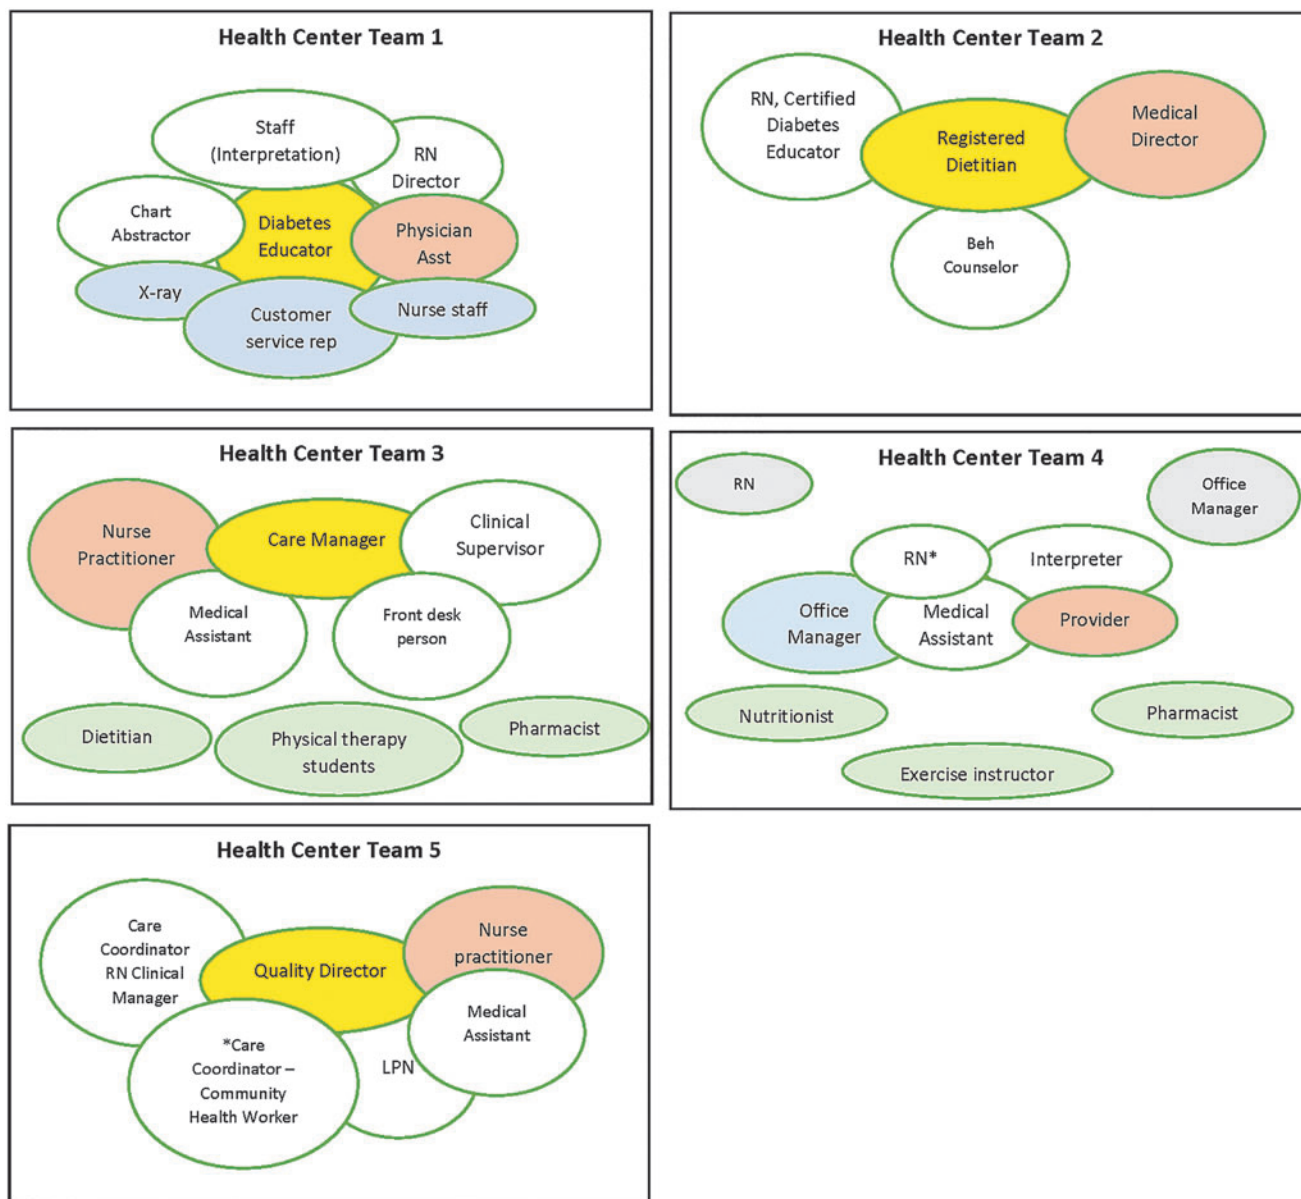 Health Center Team 1
Staff
(Interpretation)
RN
Director
Chart
Abstractor
Diabetes
Educator
Physician
Asst
X-ray
Customer
service rep
Nurse staff
Health Center Team 2
RN, Certified
Diabetes
Educator
Registered
Dietitian
Medical
Director
Beh
Counselor
Health Center Team 3
Nurse
Practitioner
Care Manager
Clinical
Supervisor
Medical
Assistant
Front desk
person
Dietitian
Physical therapy
students
Pharmacist
Health Center Team 4
RN
Office
Manager
RN*
Interpreter
Office
Manager
Medical
Assistant
Provider
Nutritionist
Pharmacist
Exercise instructor
Health Center Team 5
Care
Coordinator
RN Clinical
Manager
Quality Director
Nurse
practitioner
Medical
Assistant
*Care
Coordinator –
Community
Health Worker
LPN